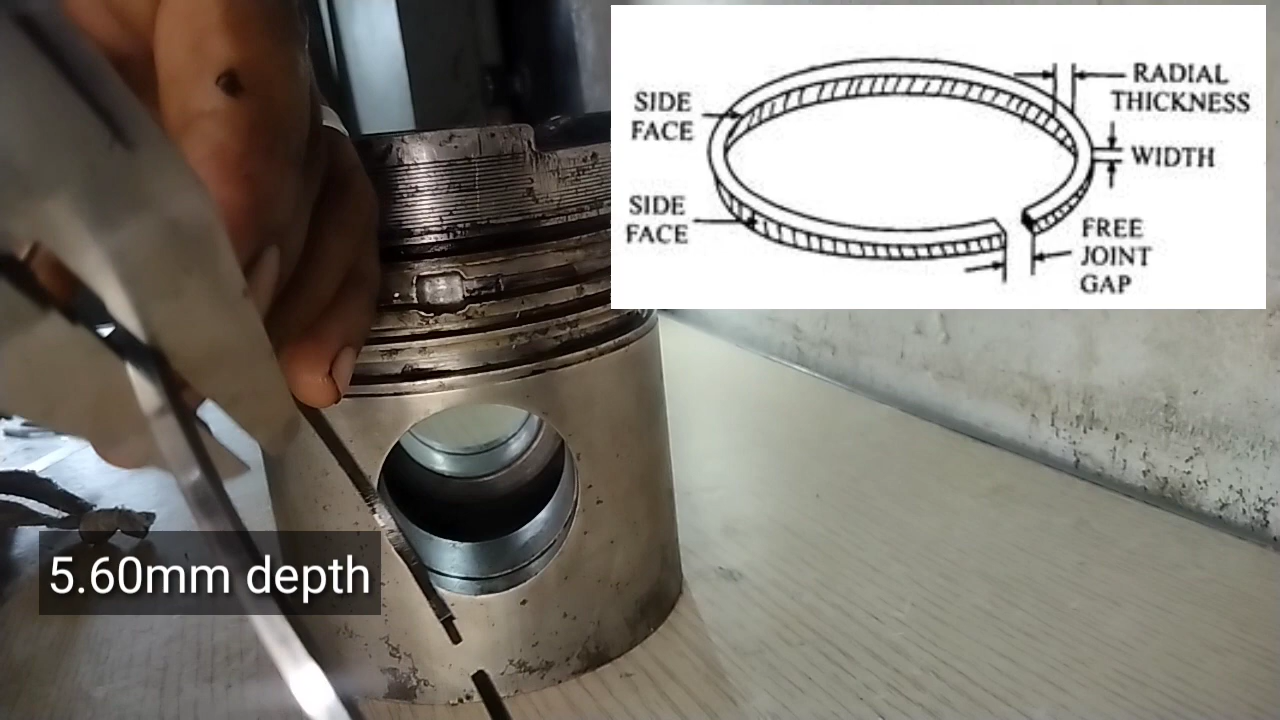 SIDE
FACE
RADIAL
THICKNESS
WIDTH
SIDE
FACE
FREE
JOINT
GAP
5.60mm depth